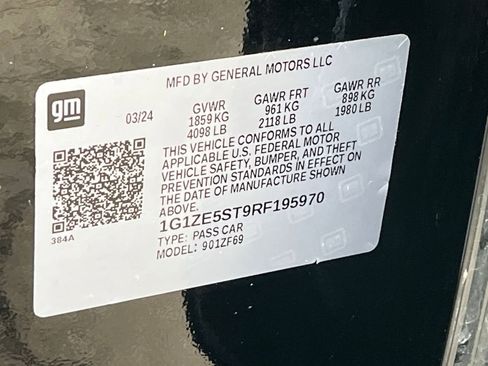 MFD BY GENERAL MOTORS LLC
gm
03/24
GVWR GAWR FRT GAWR RR
1859 KG 961 KG 898 KG
4098 LB 2118 LB 1980 LB
THIS VEHICLE CONFORMS TO ALL
APPLICABLE U.S. FEDERAL MOTOR
VEHICLE SAFETY, BUMPER, AND THEFT
PREVENTION STANDARDS IN EFFECT ON
THE DATE OF MANUFACTURE SHOWN
ABOVE.
1G1ZE5ST9RF195970
TYPE: PASS CAR
MODEL: 901ZF69
384A